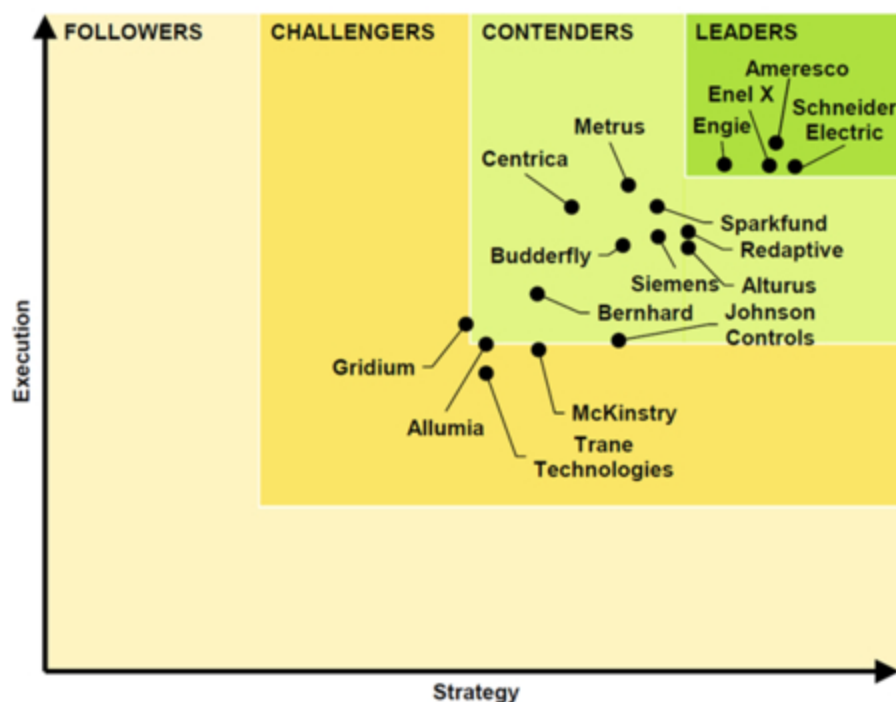 FOLLOWERS
CHALLENGERS
CONTENDERS
LEADERS
Ameresco
Enel X
Schneider
Electric
Engie
Metrus
Centrica
Sparkfund
Redaptive
Budderfly
Siemens
Alturus
Bernhard
Johnson
Controls
Gridium
Allumia
McKinstry
Trane
Technologies
Execution
Strategy